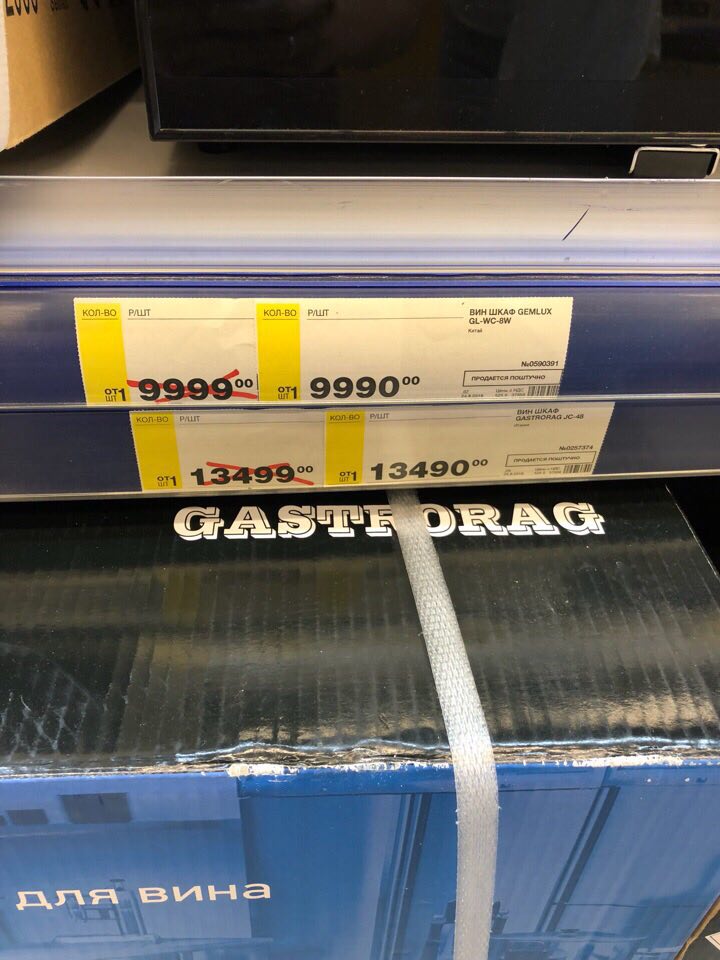 КОЛ-ВО Р/ШТ КОЛ-ВО Р/ШТ ВИН ШКАФ GEMLUX
GL-WC-8W
Китай
№0590391
ПРОДАЕТСЯ ПОШТУЧНО
ОТ 1 ШТ 9999 00 ОТ 1 ШТ 9990 00
КОЛ-ВО Р/ШТ КОЛ-ВО Р/ШТ ВИН ШКАФ
GASTRORAG JC-48
№0257374
ПРОДАЕТСЯ ПОШТУЧНО
ОТ 1 ШТ 13499 00 ОТ 1 ШТ 13490 00
GASTRORAG
для вина